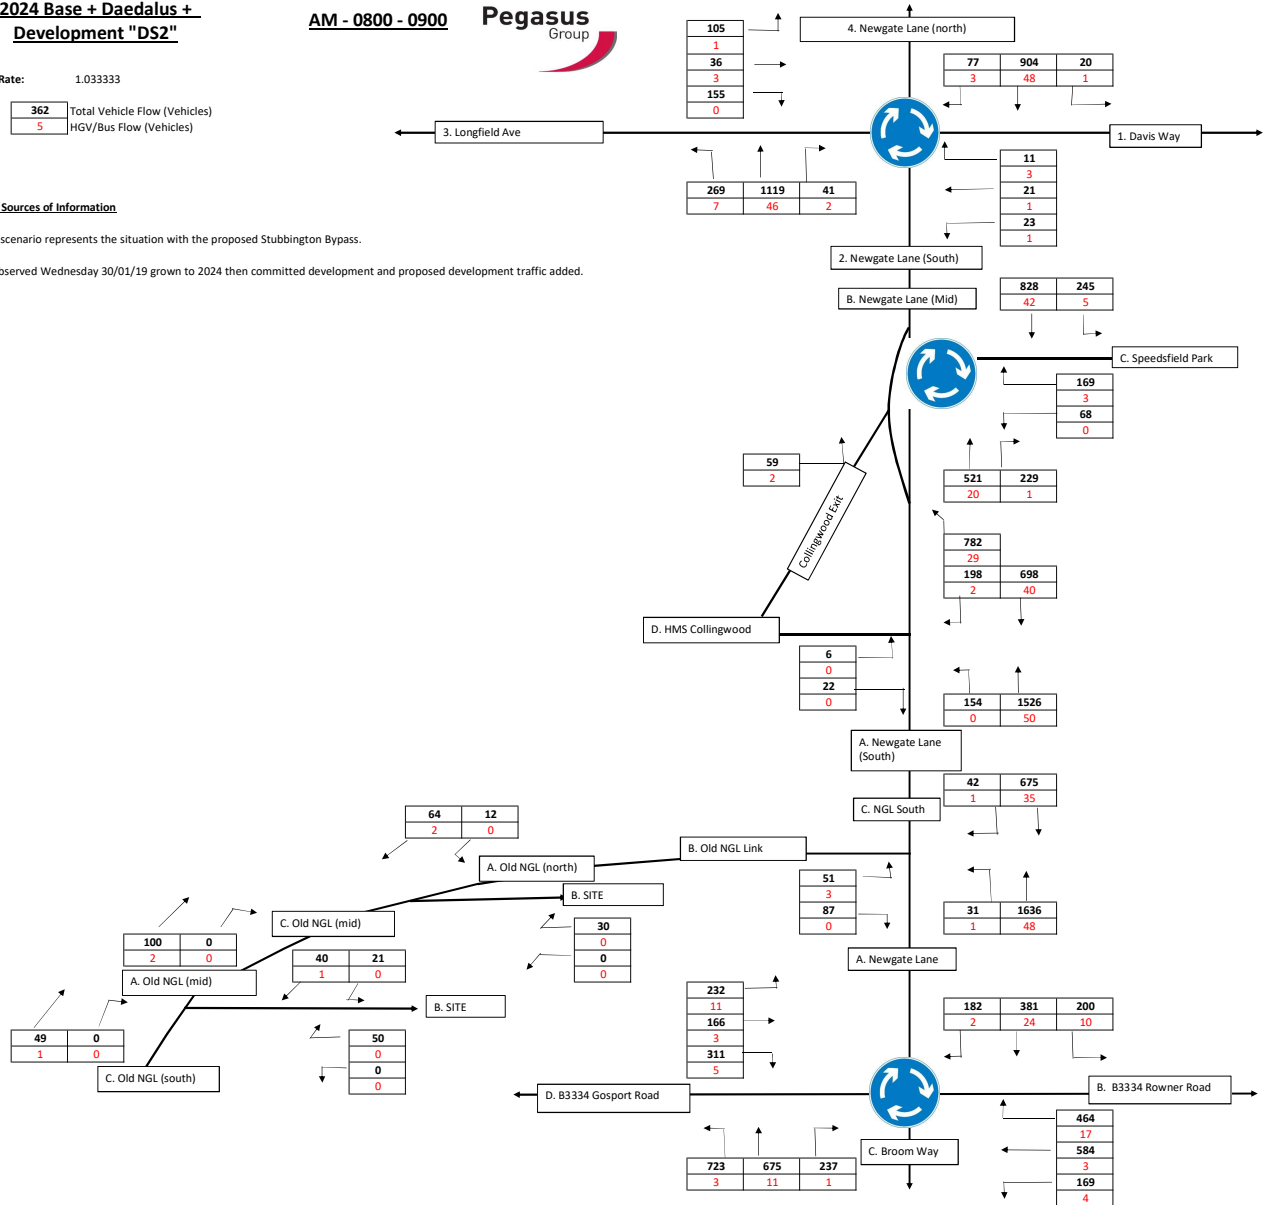 2024 Base + Daedalus +
Development "DS2"
AM - 0800 - 0900
Pegasus
Group
Rate: 1.033333
362 Total Vehicle Flow (Vehicles)
5 HGV/Bus Flow (Vehicles)
Sources of Information
scenario represents the situation with the proposed Stubbington Bypass.
bserved Wednesday 30/01/19 grown to 2024 then committed development and proposed development traffic added.
105
1
36
3
155
0
4. Newgate Lane (north)
77 904 20
3 48 1
3. Longfield Ave
1. Davis Way
269 1119 41
7 46 2
11
3
21
1
23
1
2. Newgate Lane (South)
B. Newgate Lane (Mid)
828 245
42 5
C. Speedsfield Park
169
3
68
0
59
2
521 229
20 1
Collingwood Exit
782
29
198 698
2 40
D. HMS Collingwood
6
0
22
0
154 1526
0 50
A. Newgate Lane
(South)
42 675
1 35
C. NGL South
64 12
2 0
B. Old NGL Link
A. Old NGL (north)
B. SITE
51
3
87
0
31 1636
1 48
C. Old NGL (mid)
100 0
2 0
30
0
0
0
A. Old NGL (mid)
40 21
1 0
B. SITE
A. Newgate Lane
49 0
1 0
50
0
0
0
C. Old NGL (south)
232
11
166
3
311
5
182 381 200
2 24 10
D. B3334 Gosport Road
B. B3334 Rowner Road
C. Broom Way
723 675 237
3 11 1
464
17
584
3
169
4